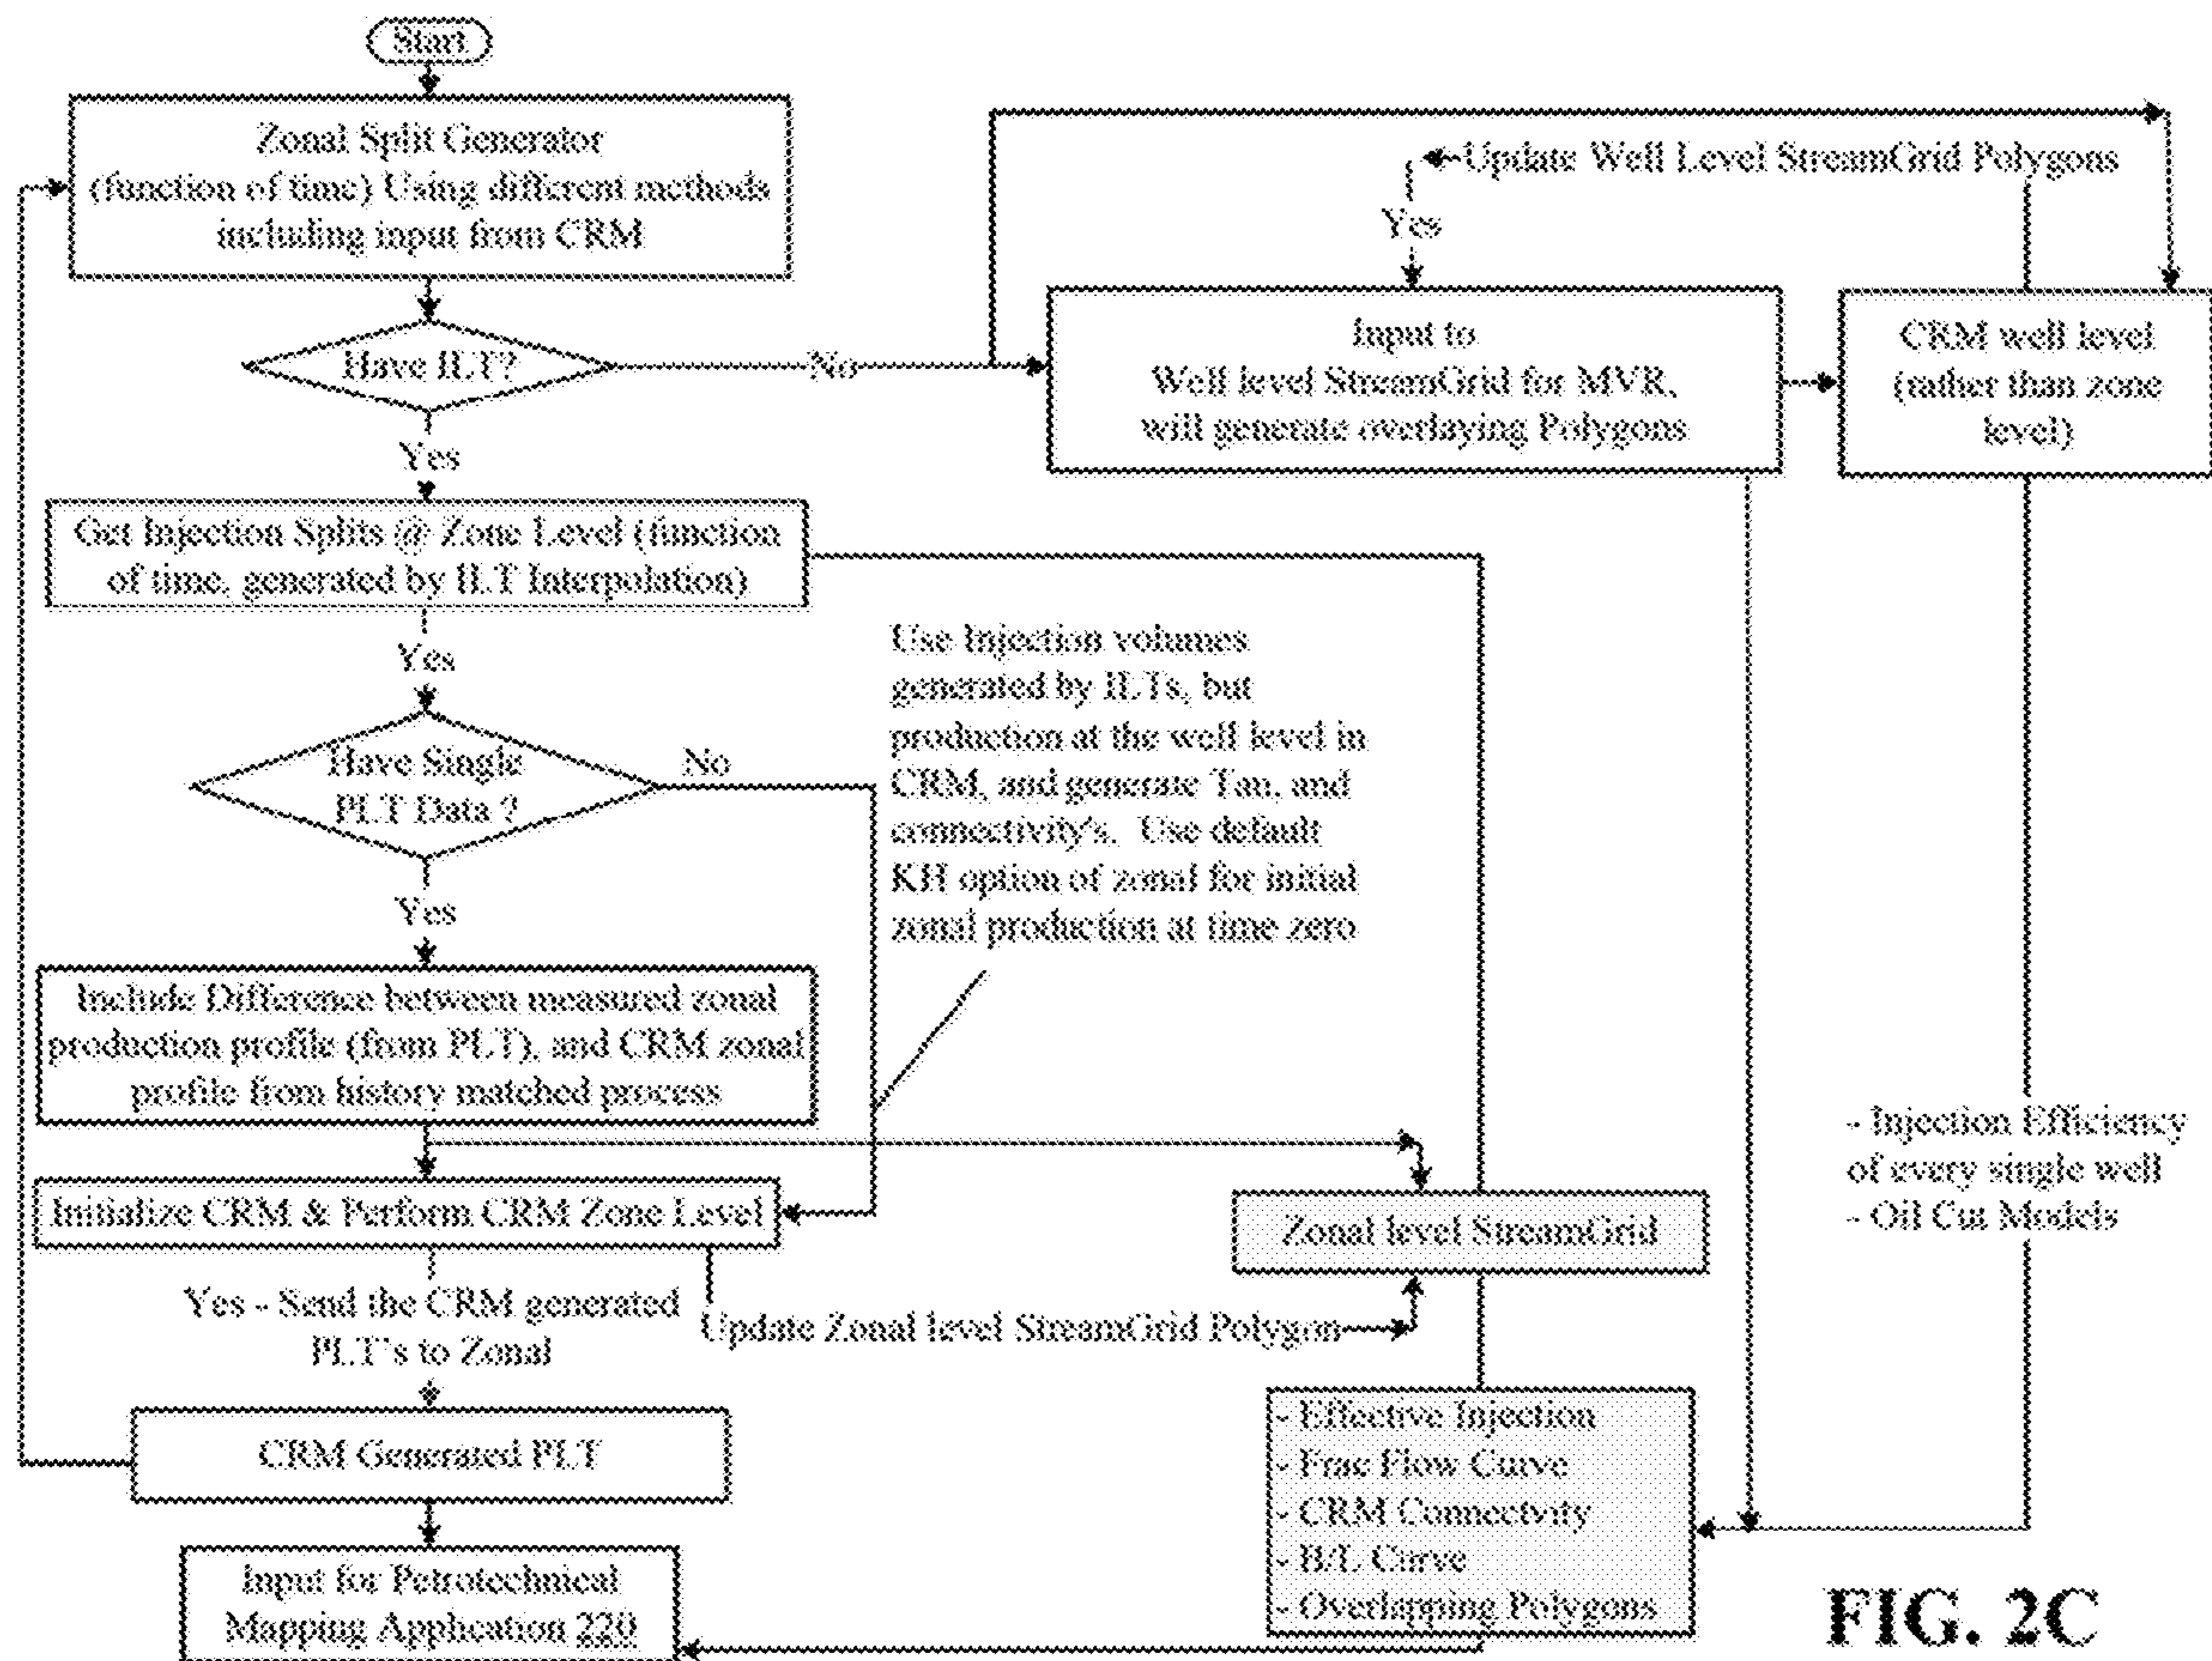 Start
Zonal Split Generator
(function of time) Using different methods
including input from CRM
Update Well Level StreamGrid Polygons
Yes
Have ILT?
No
Input to
Well level StreamGrid for MVR,
will generate overlaying Polygons
CRM well level
(rather than zone
level)
Yes
Get Injection Splits @ Zone Level (function
of time, generated by ILT Interpolation)
Yes
Use Injection volumes
generated by ILTs, but
production at the well level in
CRM, and generate Tau, and
connectivity's. Use default
KH option of zonal for initial
zonal production at time zero
Have Single
PLT Data ?
No
Yes
Include Difference between measured zonal
production profile (from PLT), and CRM zonal
profile from history matched process
- Injection Efficiency
of every single well
- Oil Cut Models
Initialize CRM & Perform CRM Zone Level
Zonal level StreamGrid
Yes - Send the CRM generated
PLT's to Zonal
Update Zonal level StreamGrid Polygon
CRM Generated PLT
- Effective Injection
- Frac Flow Curve
- CRM Connectvity
- B/L Curve
- Overlapping Polygons
Input for Petrotechnical
Mapping Application 220
FIG. 2C